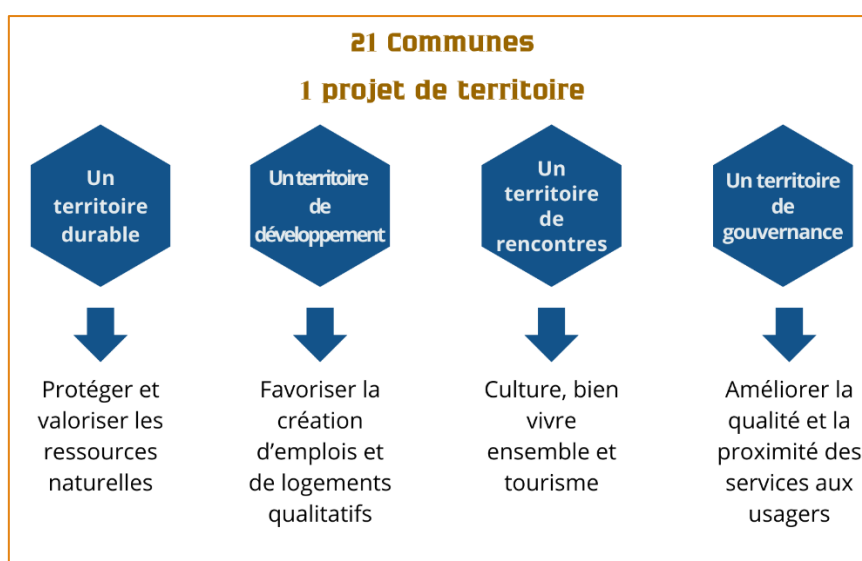 21 Communes
1 projet de territoire
Un
territoire
durable
Un territoire
de
développement
Un
territoire
de
rencontres
Un territoire
de
gouvernance
Protéger et
valoriser les
ressources
naturelles
Favoriser la
création
d'emplois et
de logements
qualitatifs
Culture, bien
vivre
ensemble et
tourisme
Améliorer la
qualité et la
proximité des
services aux
usagers